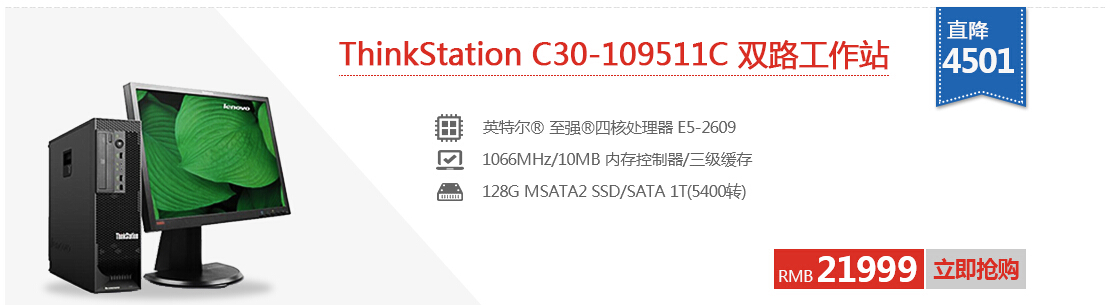 ThinkStation C30-109511C 双路工作站
直降
4501
lenovo
英特尔® 至强®四核处理器 E5-2609
1066MHz/10MB 内存控制器/三级缓存
128G MSATA2 SSD/SATA 1T(5400转)
ThinkStation
RMB 21999 立即抢购